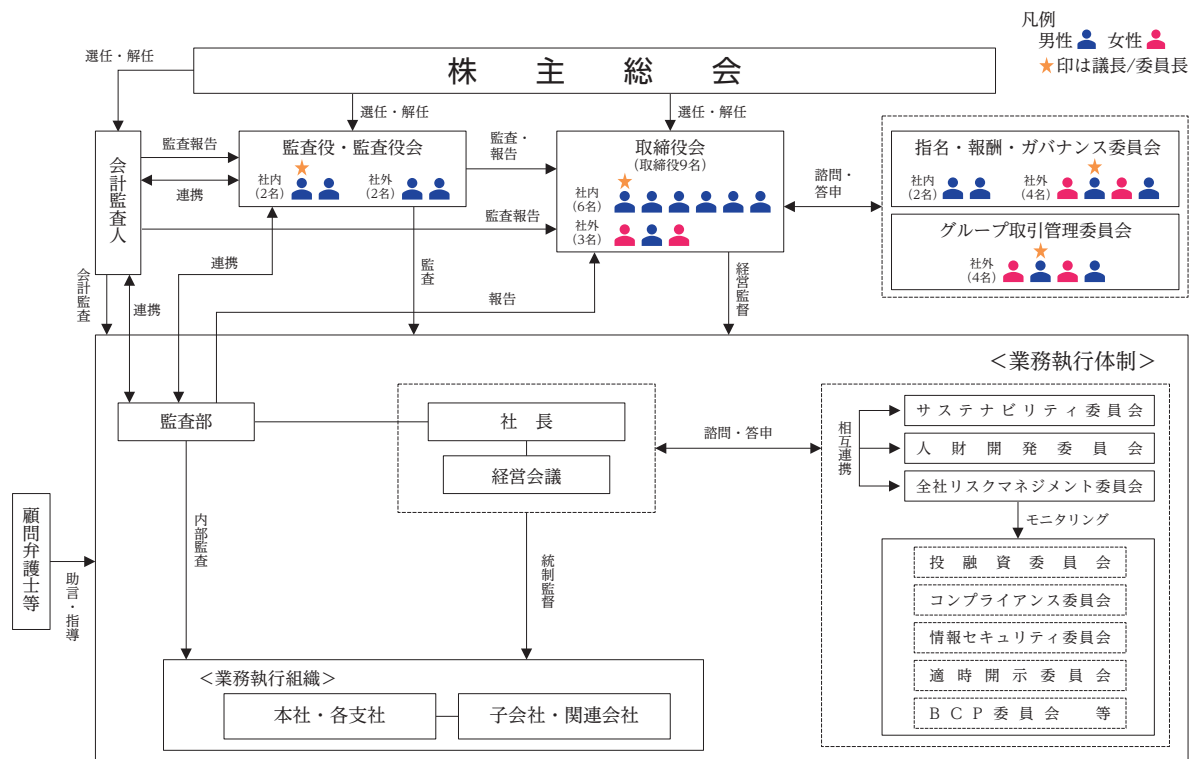 凡例
男性 女性
★印は議長/委員長
株主総会
選任・解任
選任・解任
選任・解任
会計監査人
監査報告
連携
監査役・監査役会
社内
(2名)
社外
(2名)
監査・
報告
監査報告
取締役会
(取締役9名)
社内
(6名)
社外
(3名)
諮問・
答申
指名・報酬・ガバナンス委員会
社内
(2名)
社外
(4名)
グループ取引管理委員会
社外
(4名)
会計監査
連携
連携
報告
監査
経営監督
<業務執行体制>
監査部
社長
経営会議
諮問・答申
相互連携
サステナビリティ委員会
人財開発委員会
全社リスクマネジメント委員会
モニタリング
投融資委員会
コンプライアンス委員会
情報セキュリティ委員会
適時開示委員会
BCP委員会 等
顧問弁護士等
助言・指導
内部監査
統制監督
<業務執行組織>
本社・各支社
子会社・関連会社